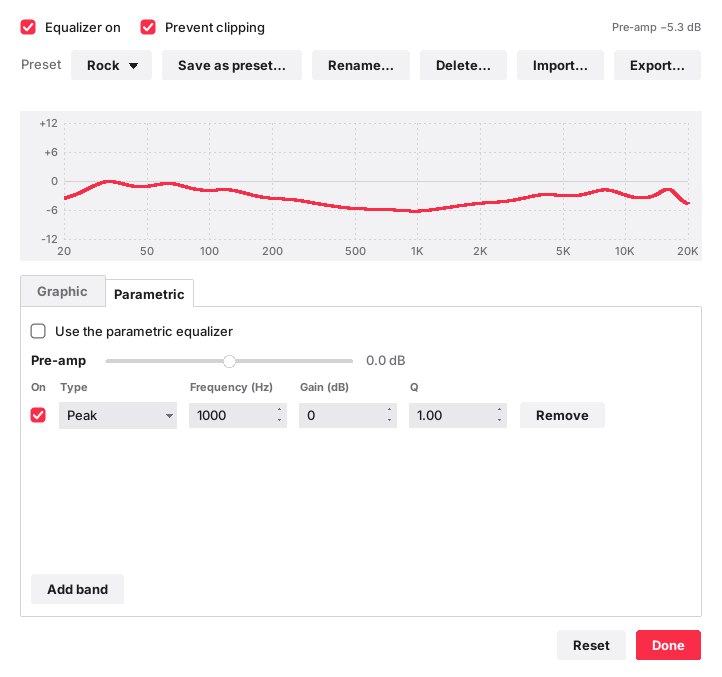 Equalizer on Prevent clipping Pre-amp −5.3 dB
Preset Rock Save as preset... Rename... Delete... Import... Export...
+12
+6
0
-6
-12
20 50 100 200 500 1K 2K 5K 10K 20K
Graphic Parametric
Use the parametric equalizer
Pre-amp 0.0 dB
On Type Frequency (Hz) Gain (dB) Q
Peak 1000 0 1.00 Remove
Add band
Reset Done